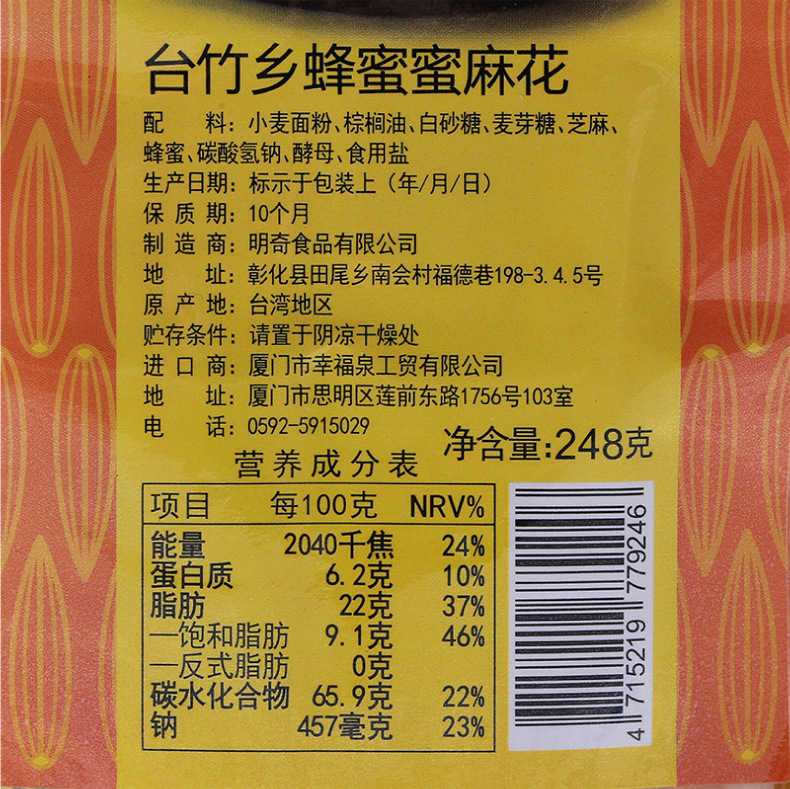 台竹乡蜂蜜蜜麻花
配 料：小麦面粉、棕榈油、白砂糖、麦芽糖、芝麻、
蜂蜜、碳酸氢钠、酵母、食用盐
生产日期：标示于包装上（年/月/日）
保 质 期：10个月
制 造 商：明奇食品有限公司
地 址：彰化县田尾乡南会村福德巷198-3.4.5号
原 产 地：台湾地区
贮存条件：请置于阴凉干燥处
进 口 商：厦门市幸福泉工贸有限公司
地 址：厦门市思明区莲前东路1756号103室
电 话：0592-5915029
净含量:248克
营养成分表
项目 每100克 NRV%
能量 2040千焦 24%
蛋白质 6.2克 10%
脂肪 22克 37%
—饱和脂肪 9.1克 46%
—反式脂肪 0克
碳水化合物 65.9克 22%
钠 457毫克 23%
4 715219 779246